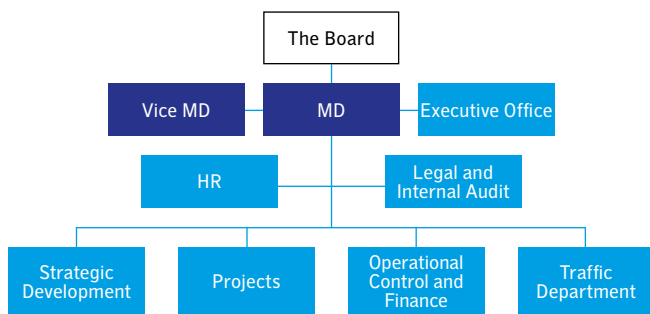 The Board
Vice MD
MD
Executive Office
HR
Legal and
Internal Audit
Strategic
Development
Projects
Operational
Control and
Finance
Traffic
Department